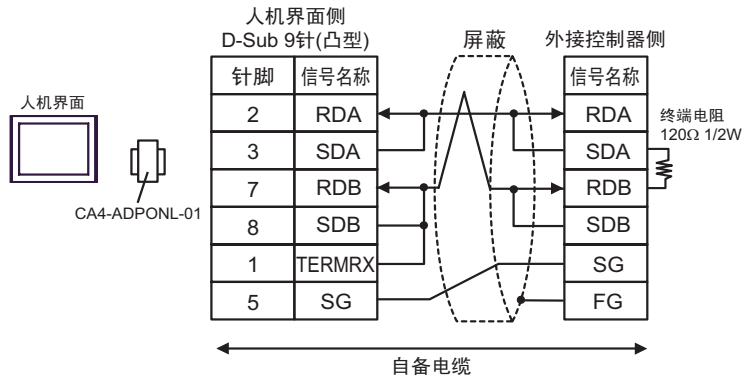 人机界面侧
D-Sub 9针(凸型)
屏蔽
外接控制器侧
针脚 信号名称
信号名称
人机界面
CA4-ADPONL-01
2 RDA
3 SDA
7 RDB
8 SDB
1 TERMRX
5 SG
RDA
SDA
RDB
SDB
SG
FG
终端电阻
120Ω 1/2W
自备电缆